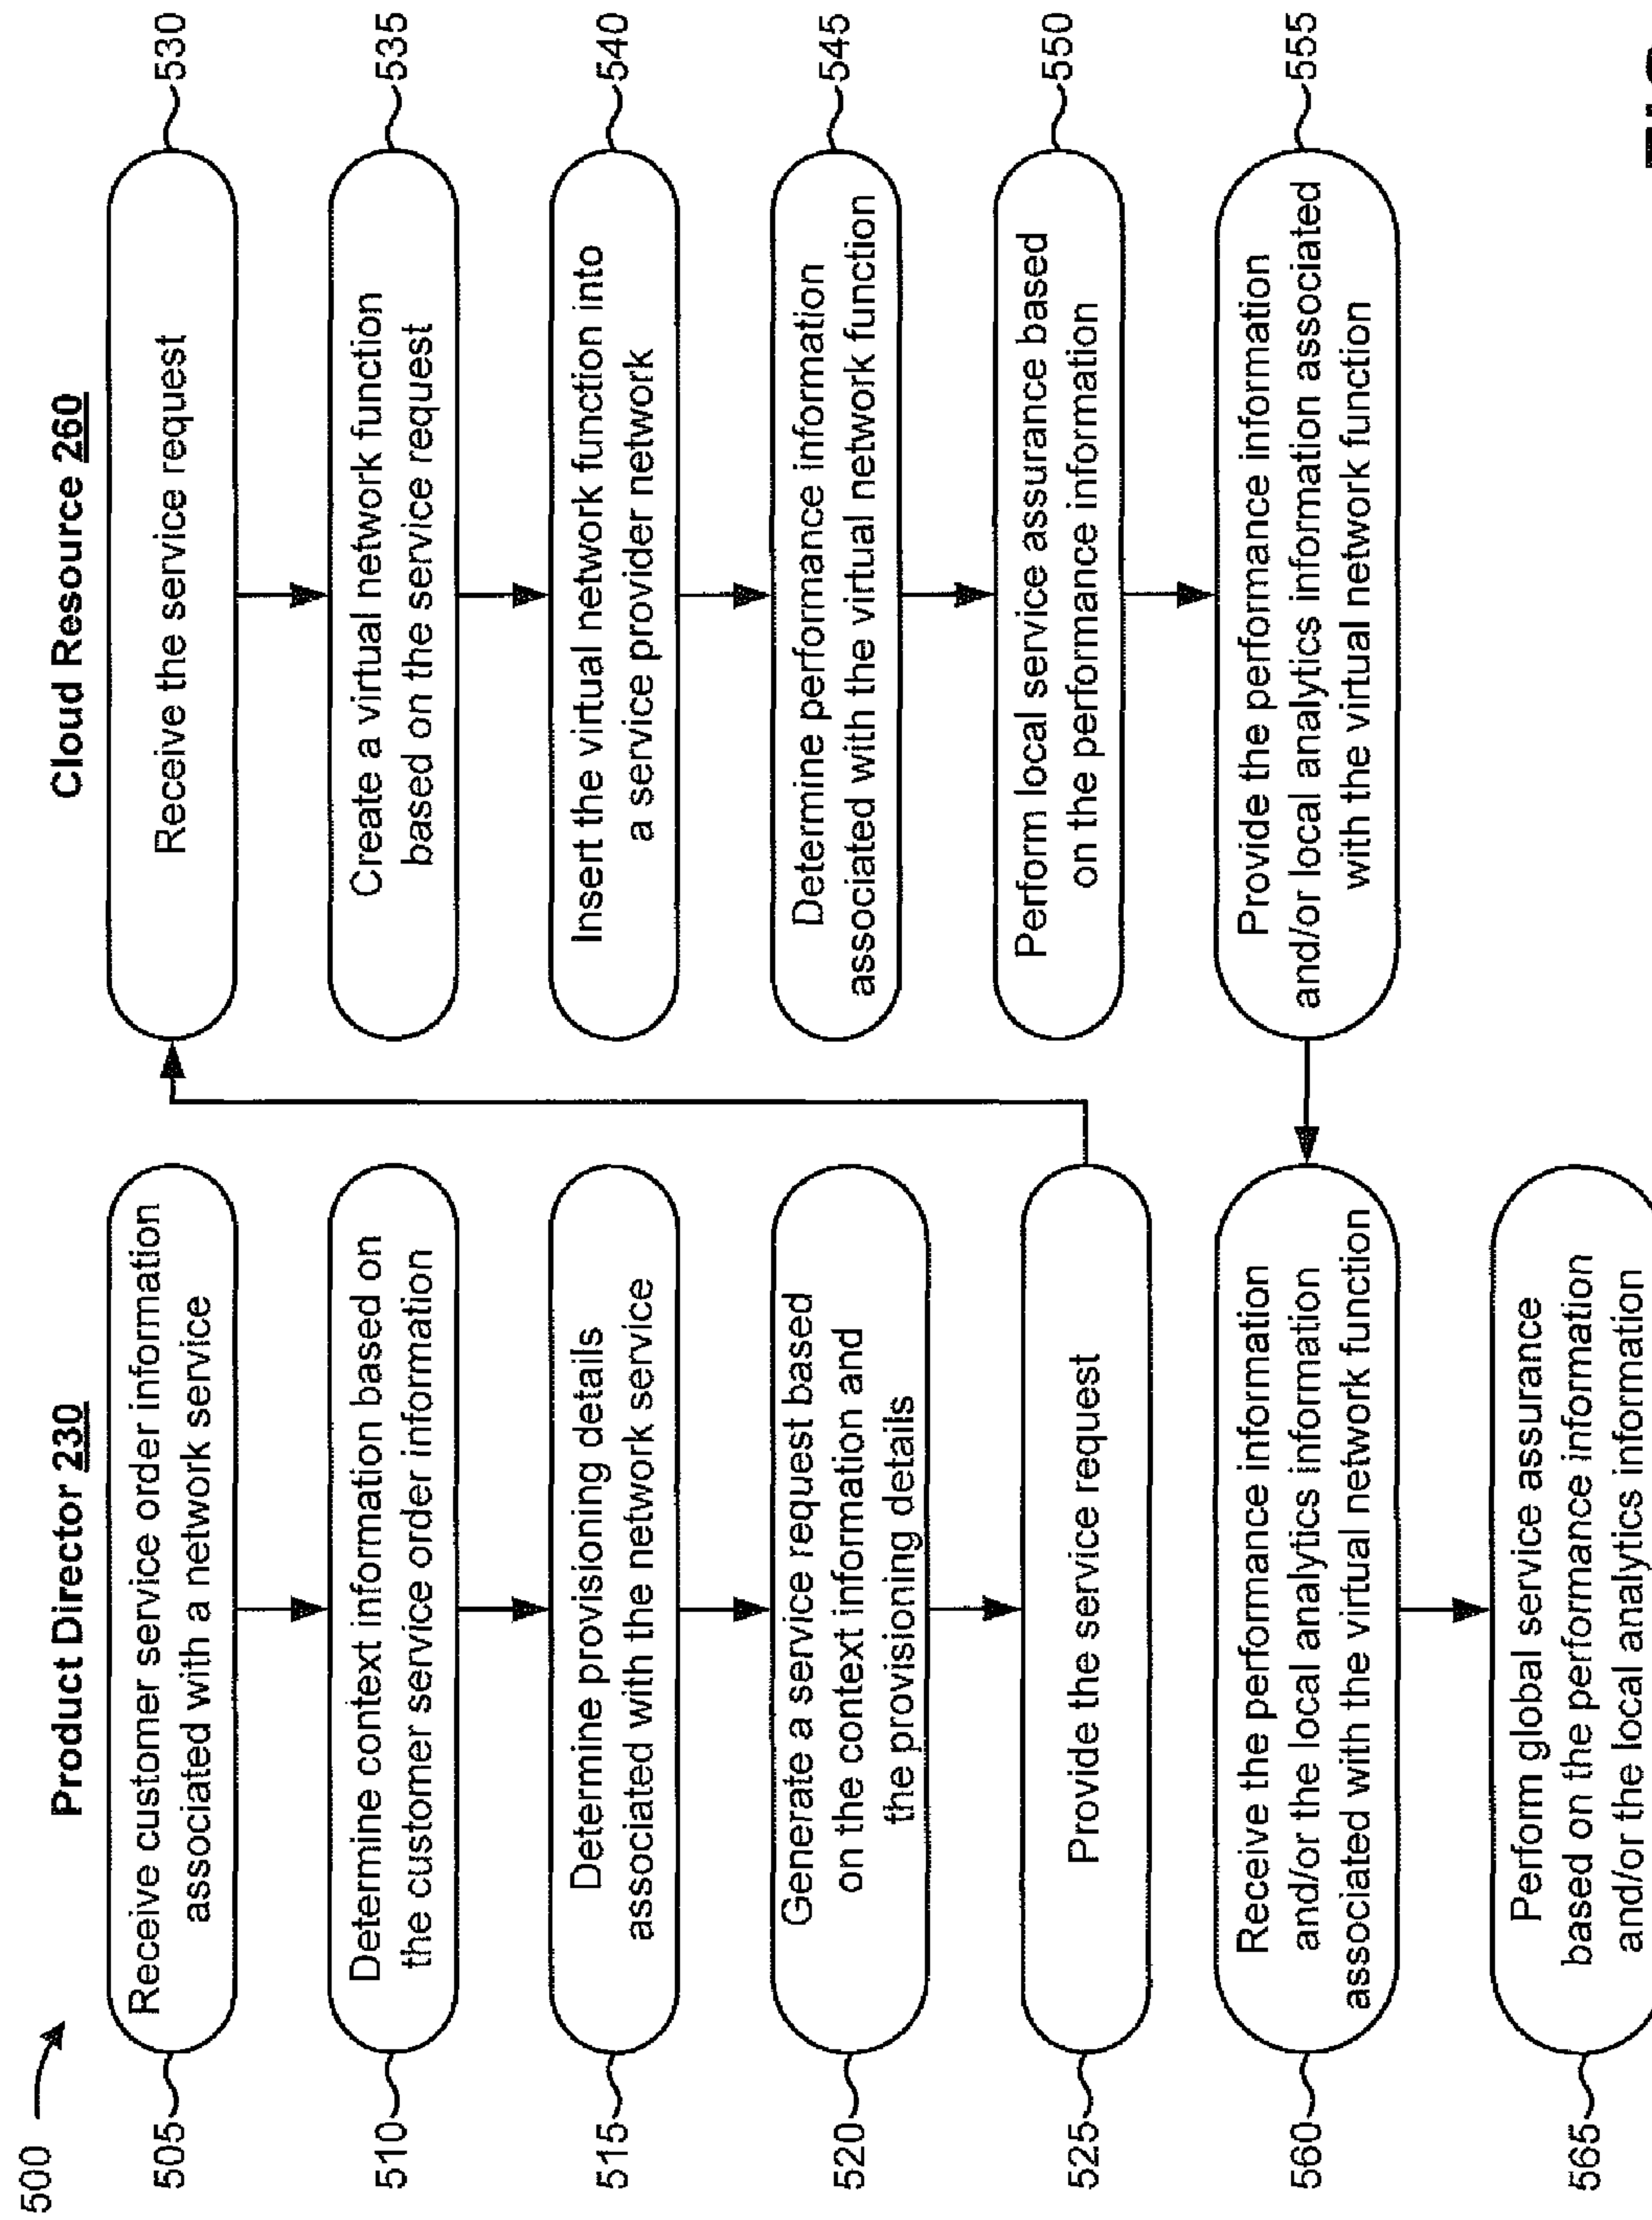 500
Product Director 230
505
Receive customer service order information
associated with a network service
510
Determine context information based on
the customer service order information
515
Determine provisioning details
associated with the network service
520
Generate a service request based
on the context information and
the provisioning details
525
Provide the service request
560
Receive the performance information
and/or the local analytics information
associated with the virtual network function
565
Perform global service assurance
based on the performance information
and/or the local analytics information
Cloud Resource 260
Receive the service request
530
Create a virtual network function
based on the service request
535
Insert the virtual network function into
a service provider network
540
Determine performance information
associated with the virtual network function
545
Perform local service assurance based
on the performance information
550
Provide the performance information
and/or local analytics information associated
with the virtual network function
555